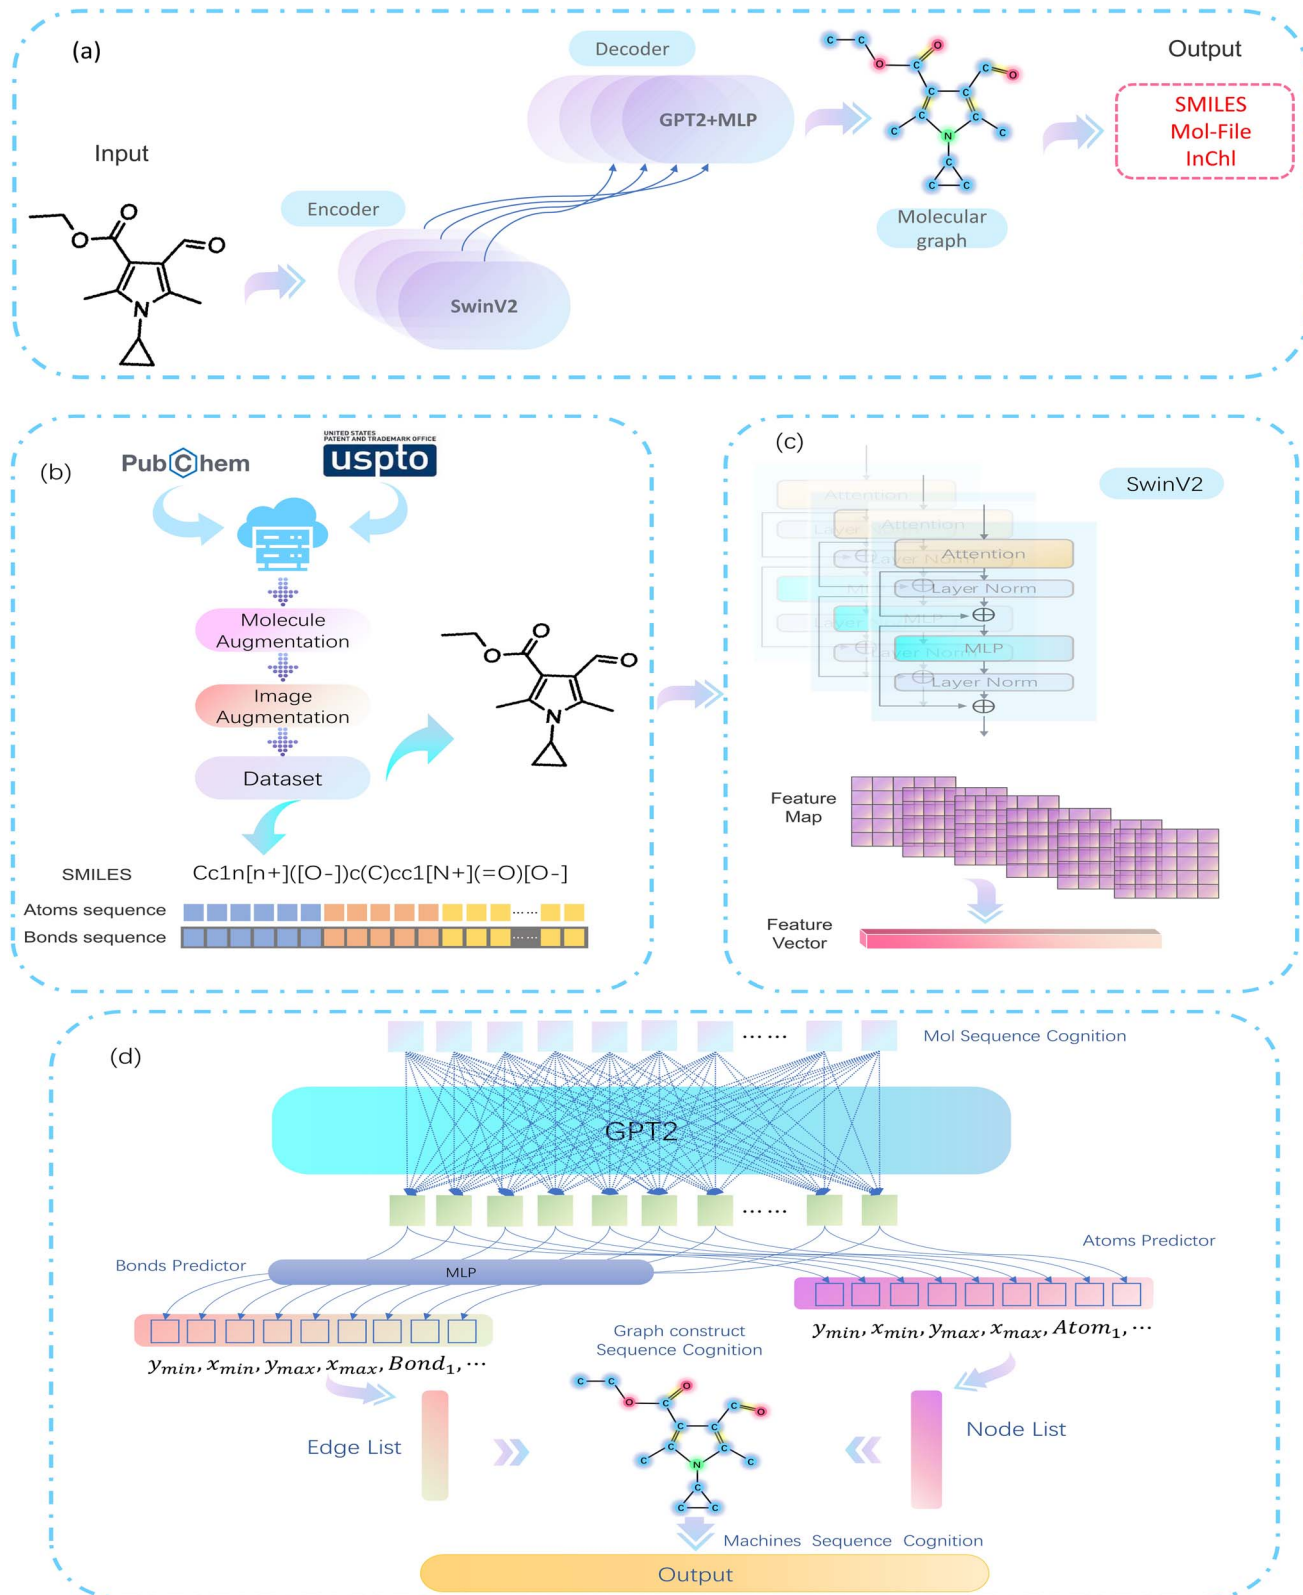 (a)
Input
Encoder
SwinV2
Decoder
GPT2+MLP
Molecular
graph
Output
SMILES
Mol-File
InChI
O
O
O
N
C
C
O
C
O
C
O
C
C
C
C
C
C
N
C
C
C
(b)
PubChem
UNITED STATES
PATENT AND TRADEMARK OFFICE
uspto
Molecule
Augmentation
Image
Augmentation
Dataset
O
O
O
N
SMILES
Cc1n[n+]([O-])c(C)cc1[N+](=O)[O-]
Atoms sequence
......
Bonds sequence
......
(c)
SwinV2
Attention
Attention
Attention
Layer Norm
MLP
Layer Norm
Feature
Map
Feature
Vector
(d)
......
Mol Sequence Cognition
GPT2
......
Bonds Predictor
MLP
Atoms Predictor
y_min, x_min, y_max, x_max, Bond_1, ...
y_min, x_min, y_max, x_max, Atom_1, ...
Graph construct
Sequence Cognition
Edge List
Node List
C
C
O
C
O
C
O
C
C
C
C
C
C
N
C
C
C
Machines Sequence Cognition
Output